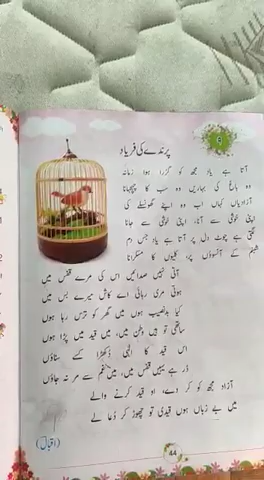 ۹
پرندے کی فریاد
آتا ہے یاد مجھ کو گزرا ہوا زمانہ
وہ باغ کی بہاریں وہ سب کا چہچہانا
آزادیاں کہاں اب وہ اپنے گھونسلے کی
اپنی خوشی سے آنا، اپنی خوشی سے جانا
لگتی ہے چوٹ دل پر آتا ہے یاد جس دم
شبنم کے آنسوؤں پر، کلیوں کا مسکرانا
آتی نہیں صدائیں اس کی مرے قفس میں
ہوتی مری رہائی اے کاش میرے بس میں
کیا بدنصیب ہوں میں گھر کو ترس رہا ہوں
ساتھی تو ہیں وطن میں، میں قید میں پڑا ہوں
اس قید کا الٰہی دُکھڑا کسے سناؤں
ڈر ہے یہیں قفس میں، میں غم سے مر نہ جاؤں
آزاد مجھ کو کر دے، او قید کرنے والے
میں بے زباں ہوں قیدی تو چھوڑ کر دُعا لے
(اقبالؔ)
44